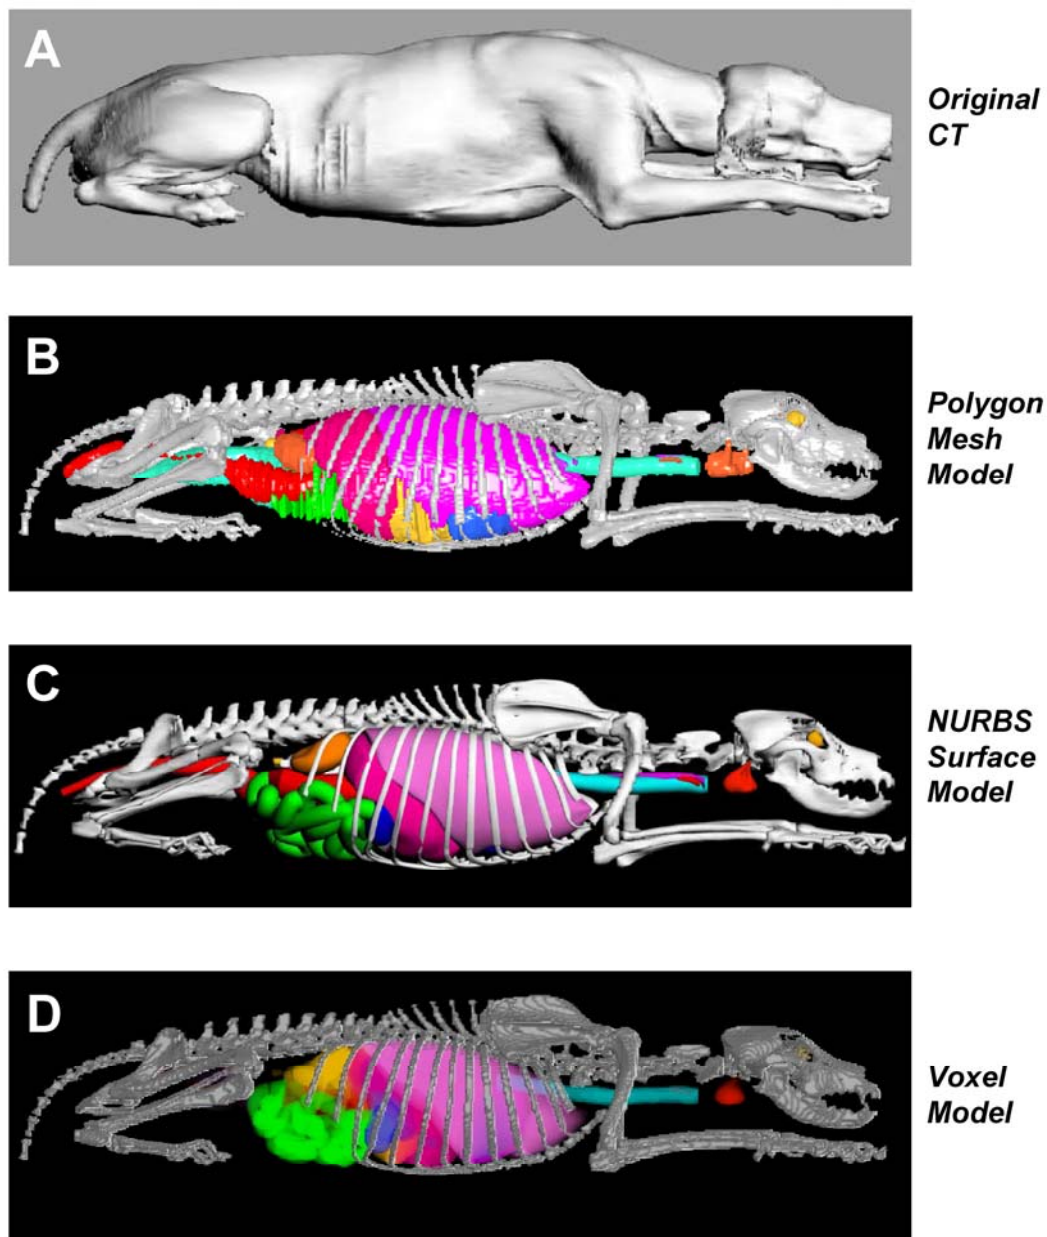 A
Original
CT
B
Polygon
Mesh
Model
C
NURBS
Surface
Model
D
Voxel
Model